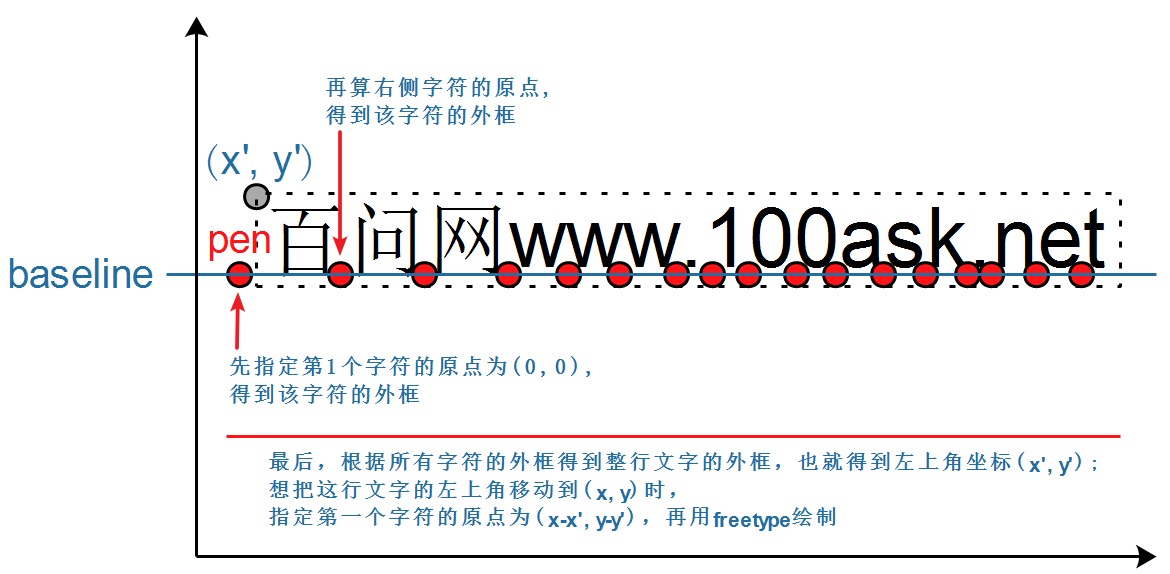 再算右侧字符的原点,
得到该字符的外框
(x', y')
pen
百问网www.100ask.net
baseline
先指定第1个字符的原点为(0,0),
得到该字符的外框
最后，根据所有字符的外框得到整行文字的外框，也就得到左上角坐标(x', y');
想把这行文字的左上角移动到(x, y)时，
指定第一个字符的原点为(x-x', y-y')，再用freetype绘制